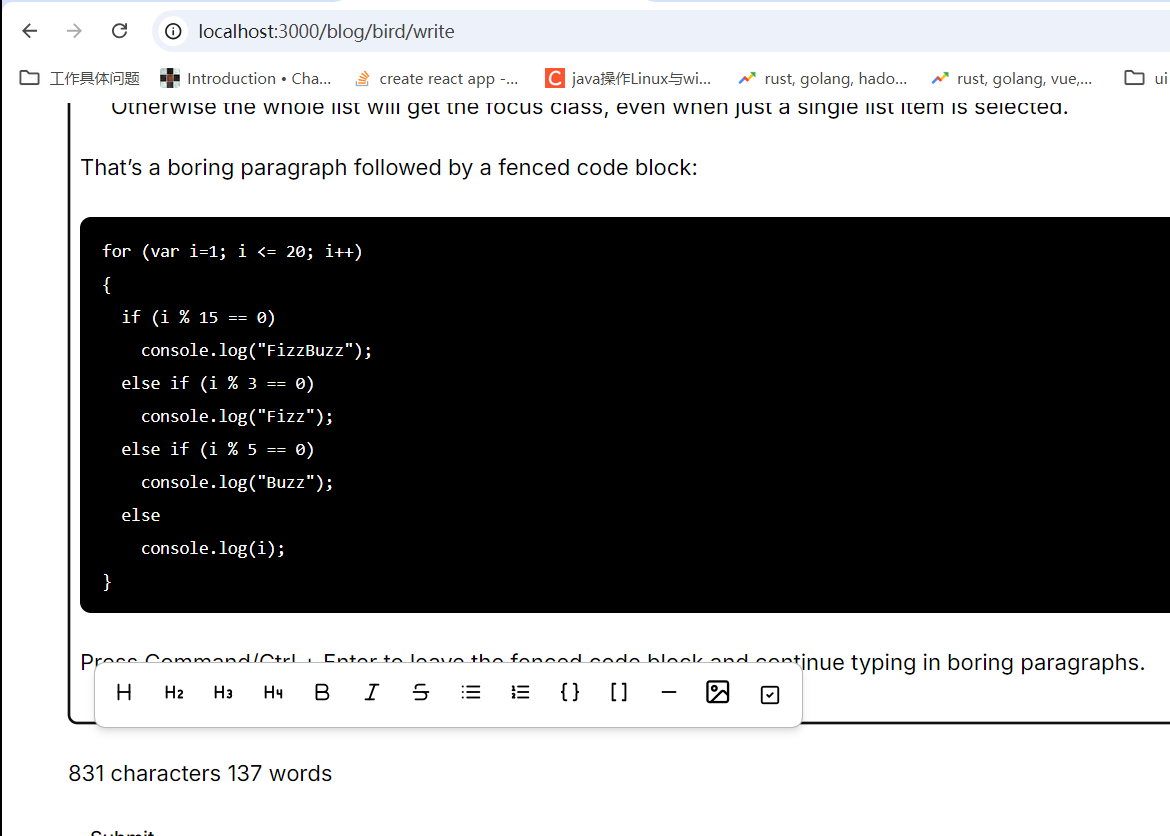 localhost:3000/blog/bird/write
工作具体问题 Introduction • Cha... create react app -... java操作Linux与wi... rust, golang, hado... rust, golang, vue,... ui
Otherwise the whole list will get the focus class, even when just a single list item is selected.
That’s a boring paragraph followed by a fenced code block:
for (var i=1; i <= 20; i++)
{
  if (i % 15 == 0)
    console.log("FizzBuzz");
  else if (i % 3 == 0)
    console.log("Fizz");
  else if (i % 5 == 0)
    console.log("Buzz");
  else
    console.log(i);
}
Press Command/Ctrl + Enter to leave the fenced code block and continue typing in boring paragraphs.
H H2 H3 H4 B I S {} []
831 characters 137 words
Submit